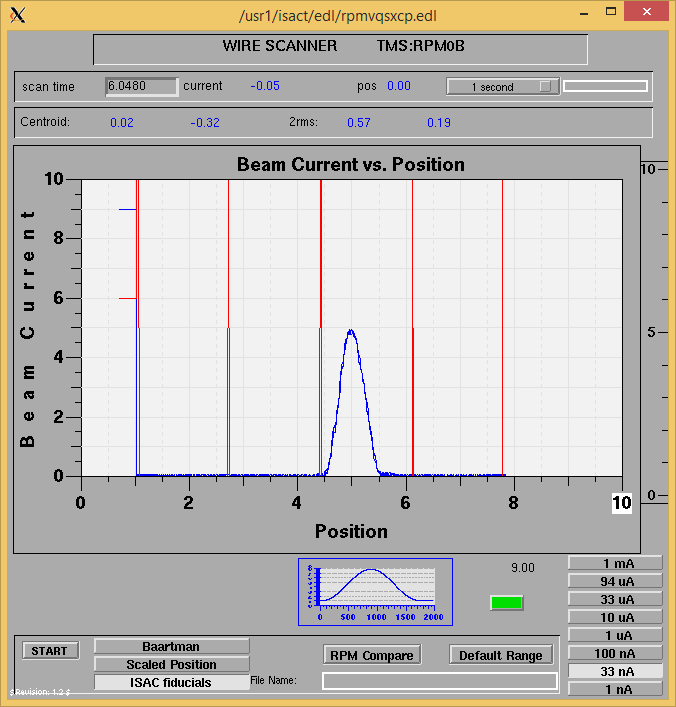 /usr1/isact/edl/rpmvqsxcp.edl
WIRE SCANNER TMS:RPM0B
scan time 6.0480 current -0.05 pos 0.00 1 second
Centroid: 0.02 -0.32 2rms: 0.57 0.19
Beam Current vs. Position
10
8
6
4
2
0
Beam Current
0 2 4 6 8 10
Position
10
5
0
8
0 500 1000 1500 2000
9.00
1 mA
94 uA
33 uA
10 uA
1 uA
100 nA
33 nA
1 nA
START
Baartman
Scaled Position
ISAC fiducials
RPM Compare
Default Range
File Name:
$Revision: 1.2 $